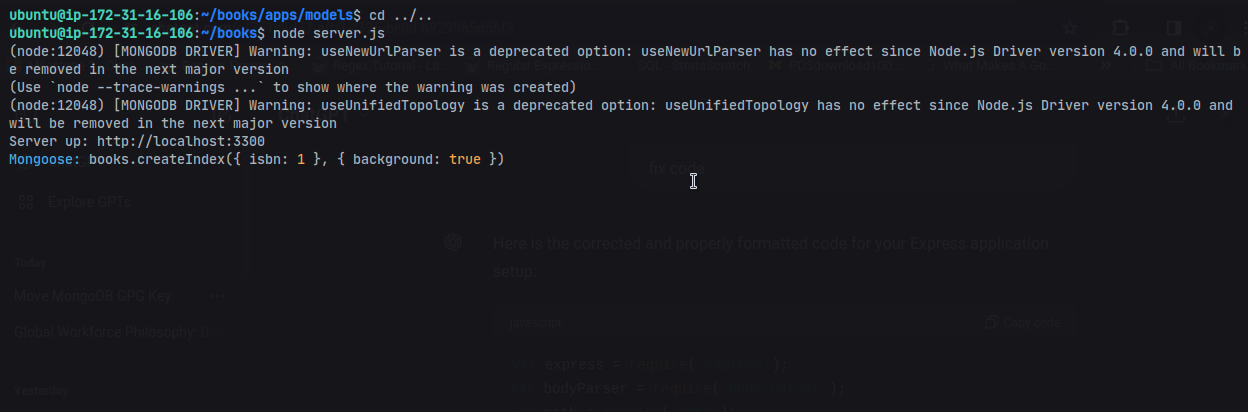 ubuntu@ip-172-31-16-106:~/books/apps/models$ cd ../..
ubuntu@ip-172-31-16-106:~/books$ node server.js
(node:12048) [MONGODB DRIVER] Warning: useNewUrlParser is a deprecated option: useNewUrlParser has no effect since Node.js Driver version 4.0.0 and will b
e removed in the next major version
(Use `node --trace-warnings ...` to show where the warning was created)
(node:12048) [MONGODB DRIVER] Warning: useUnifiedTopology is a deprecated option: useUnifiedTopology has no effect since Node.js Driver version 4.0.0 and
will be removed in the next major version
Server up: http://localhost:3300
Mongoose: books.createIndex({ isbn: 1 }, { background: true })
fix code
Explore GPTs
Here is the corrected and properly formatted code for your Express application
setup:
Today
Move MongoDB GPG Key
Global Workforce Philosophy:
javascript
Copy code
express = require( );
Yesterday
bodyParser = require( );